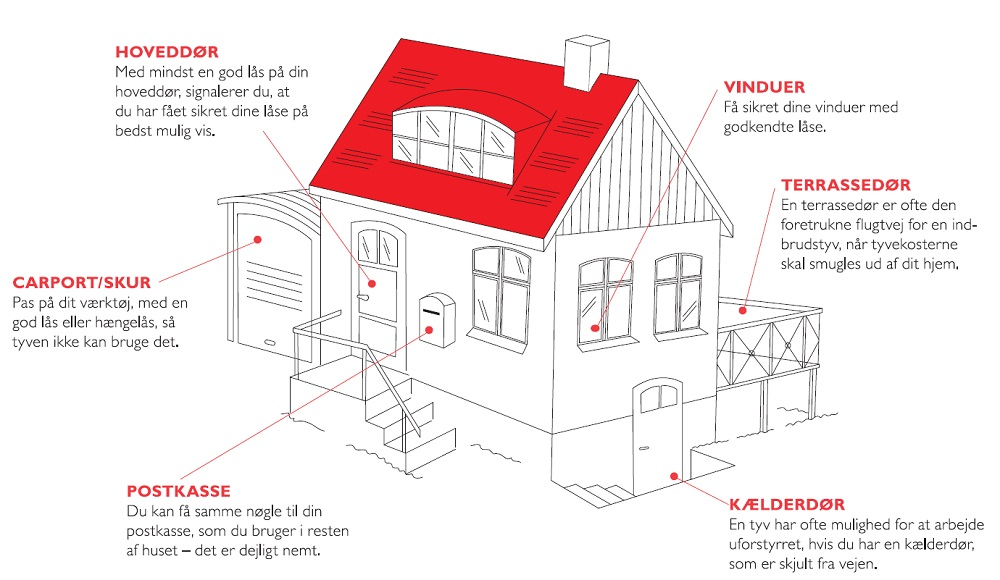 HOVEDDØR
Med mindst en god lås på din
hoveddør, signalerer du, at
du har fået sikret dine låse på
bedst mulig vis.
VINDUER
Få sikret dine vinduer med
godkendte låse.
TERRASSEDØR
En terrassedør er ofte den
foretrukne flugtvej for en ind-
brudstyv, når tyvekosterne
skal smugles ud af dit hjem.
CARPORT/SKUR
Pas på dit værktøj, med en
god lås eller hængelås, så
tyven ikke kan bruge det.
POSTKASSE
Du kan få samme nøgle til din
postkasse, som du bruger i resten
af huset – det er dejligt nemt.
KÆLDERDØR
En tyv har ofte mulighed for at arbejde
uforstyrret, hvis du har en kælderdør,
som er skjult fra vejen.